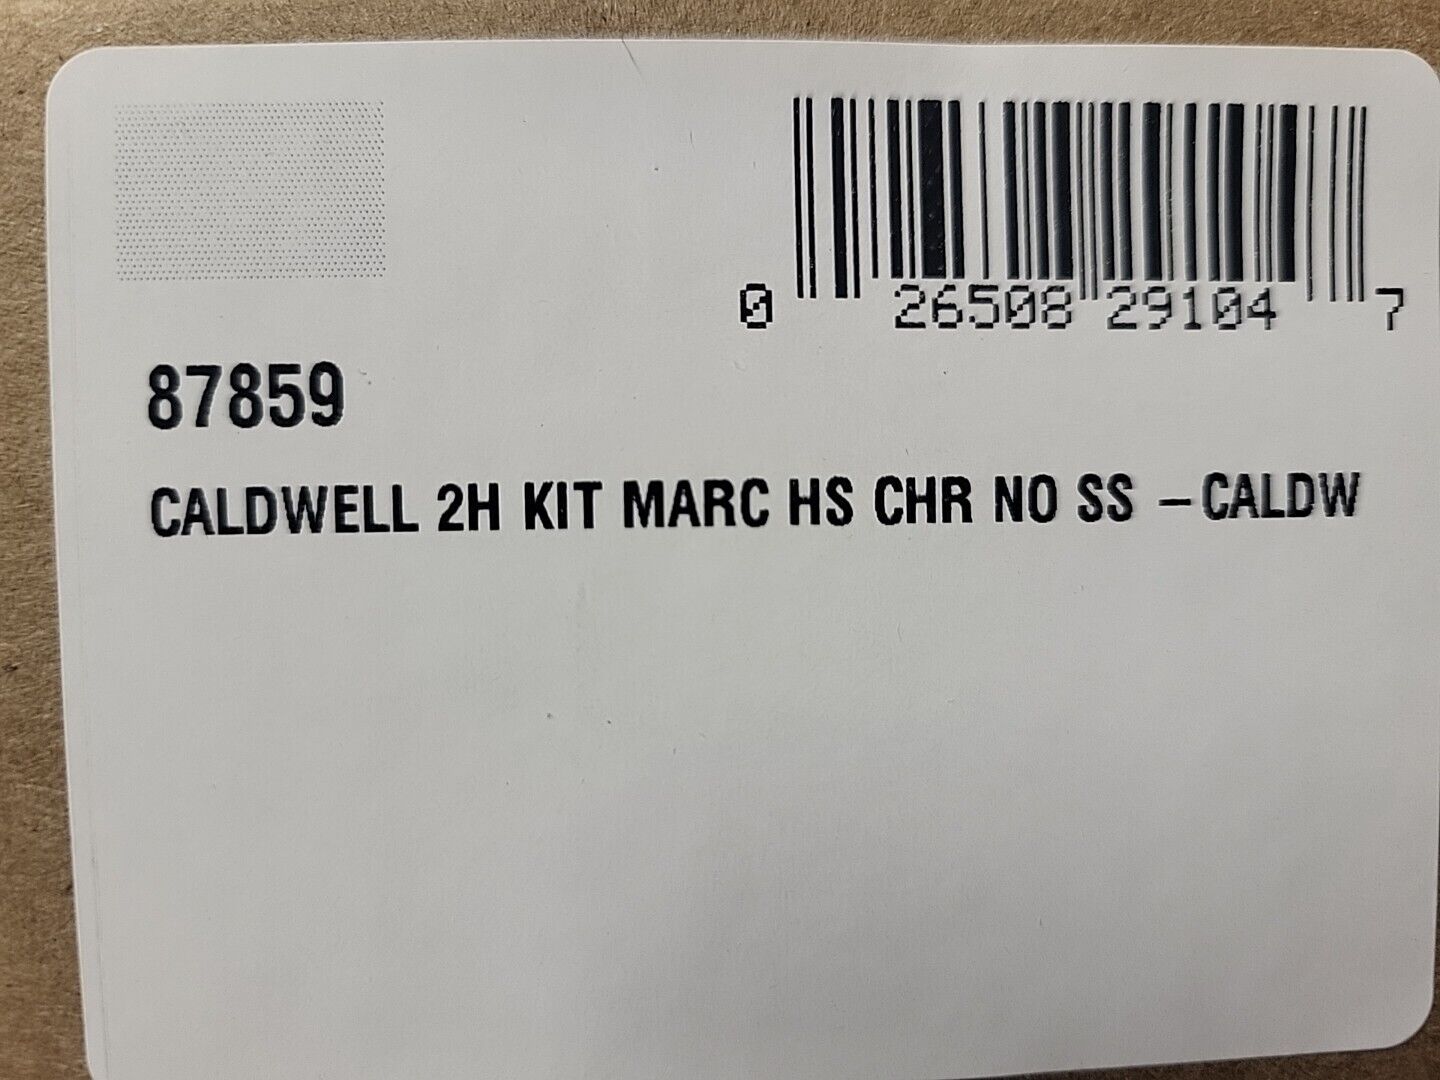 0 26508 29104 7
87859
CALDWELL 2H KIT MARC HS CHR NO SS –CALDW